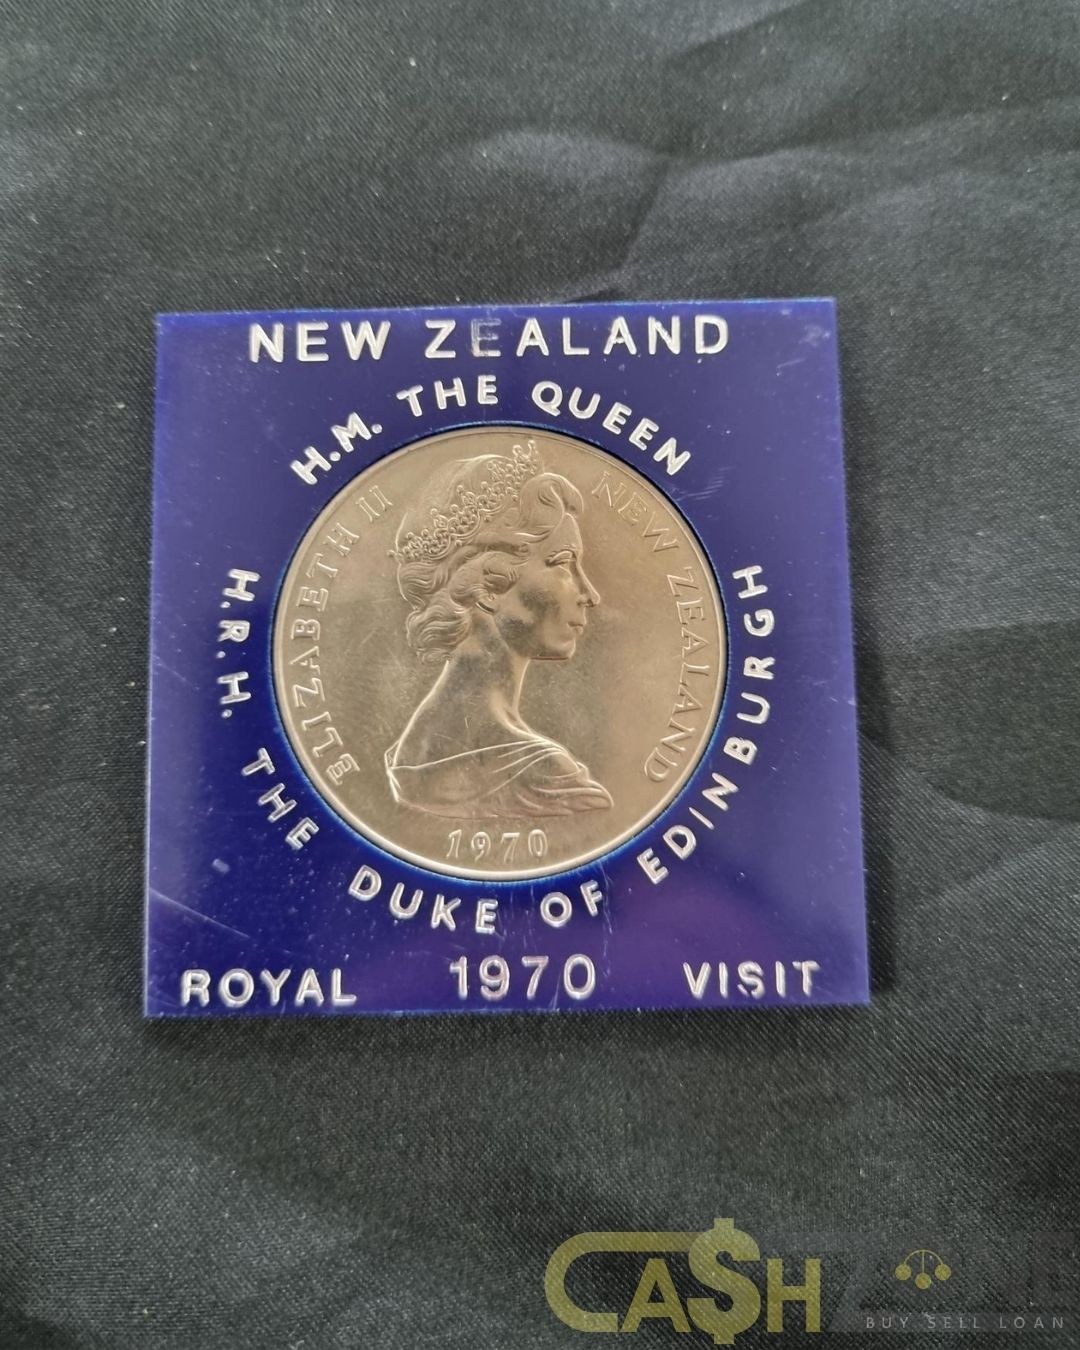 NEW ZEALAND
H.M. THE QUEEN
ELIZABETH II
NEW ZEALAND
1970
H.R.H. THE DUKE OF EDINBURGH
ROYAL 1970 VISIT
CA$H
BUY SELL LOAN